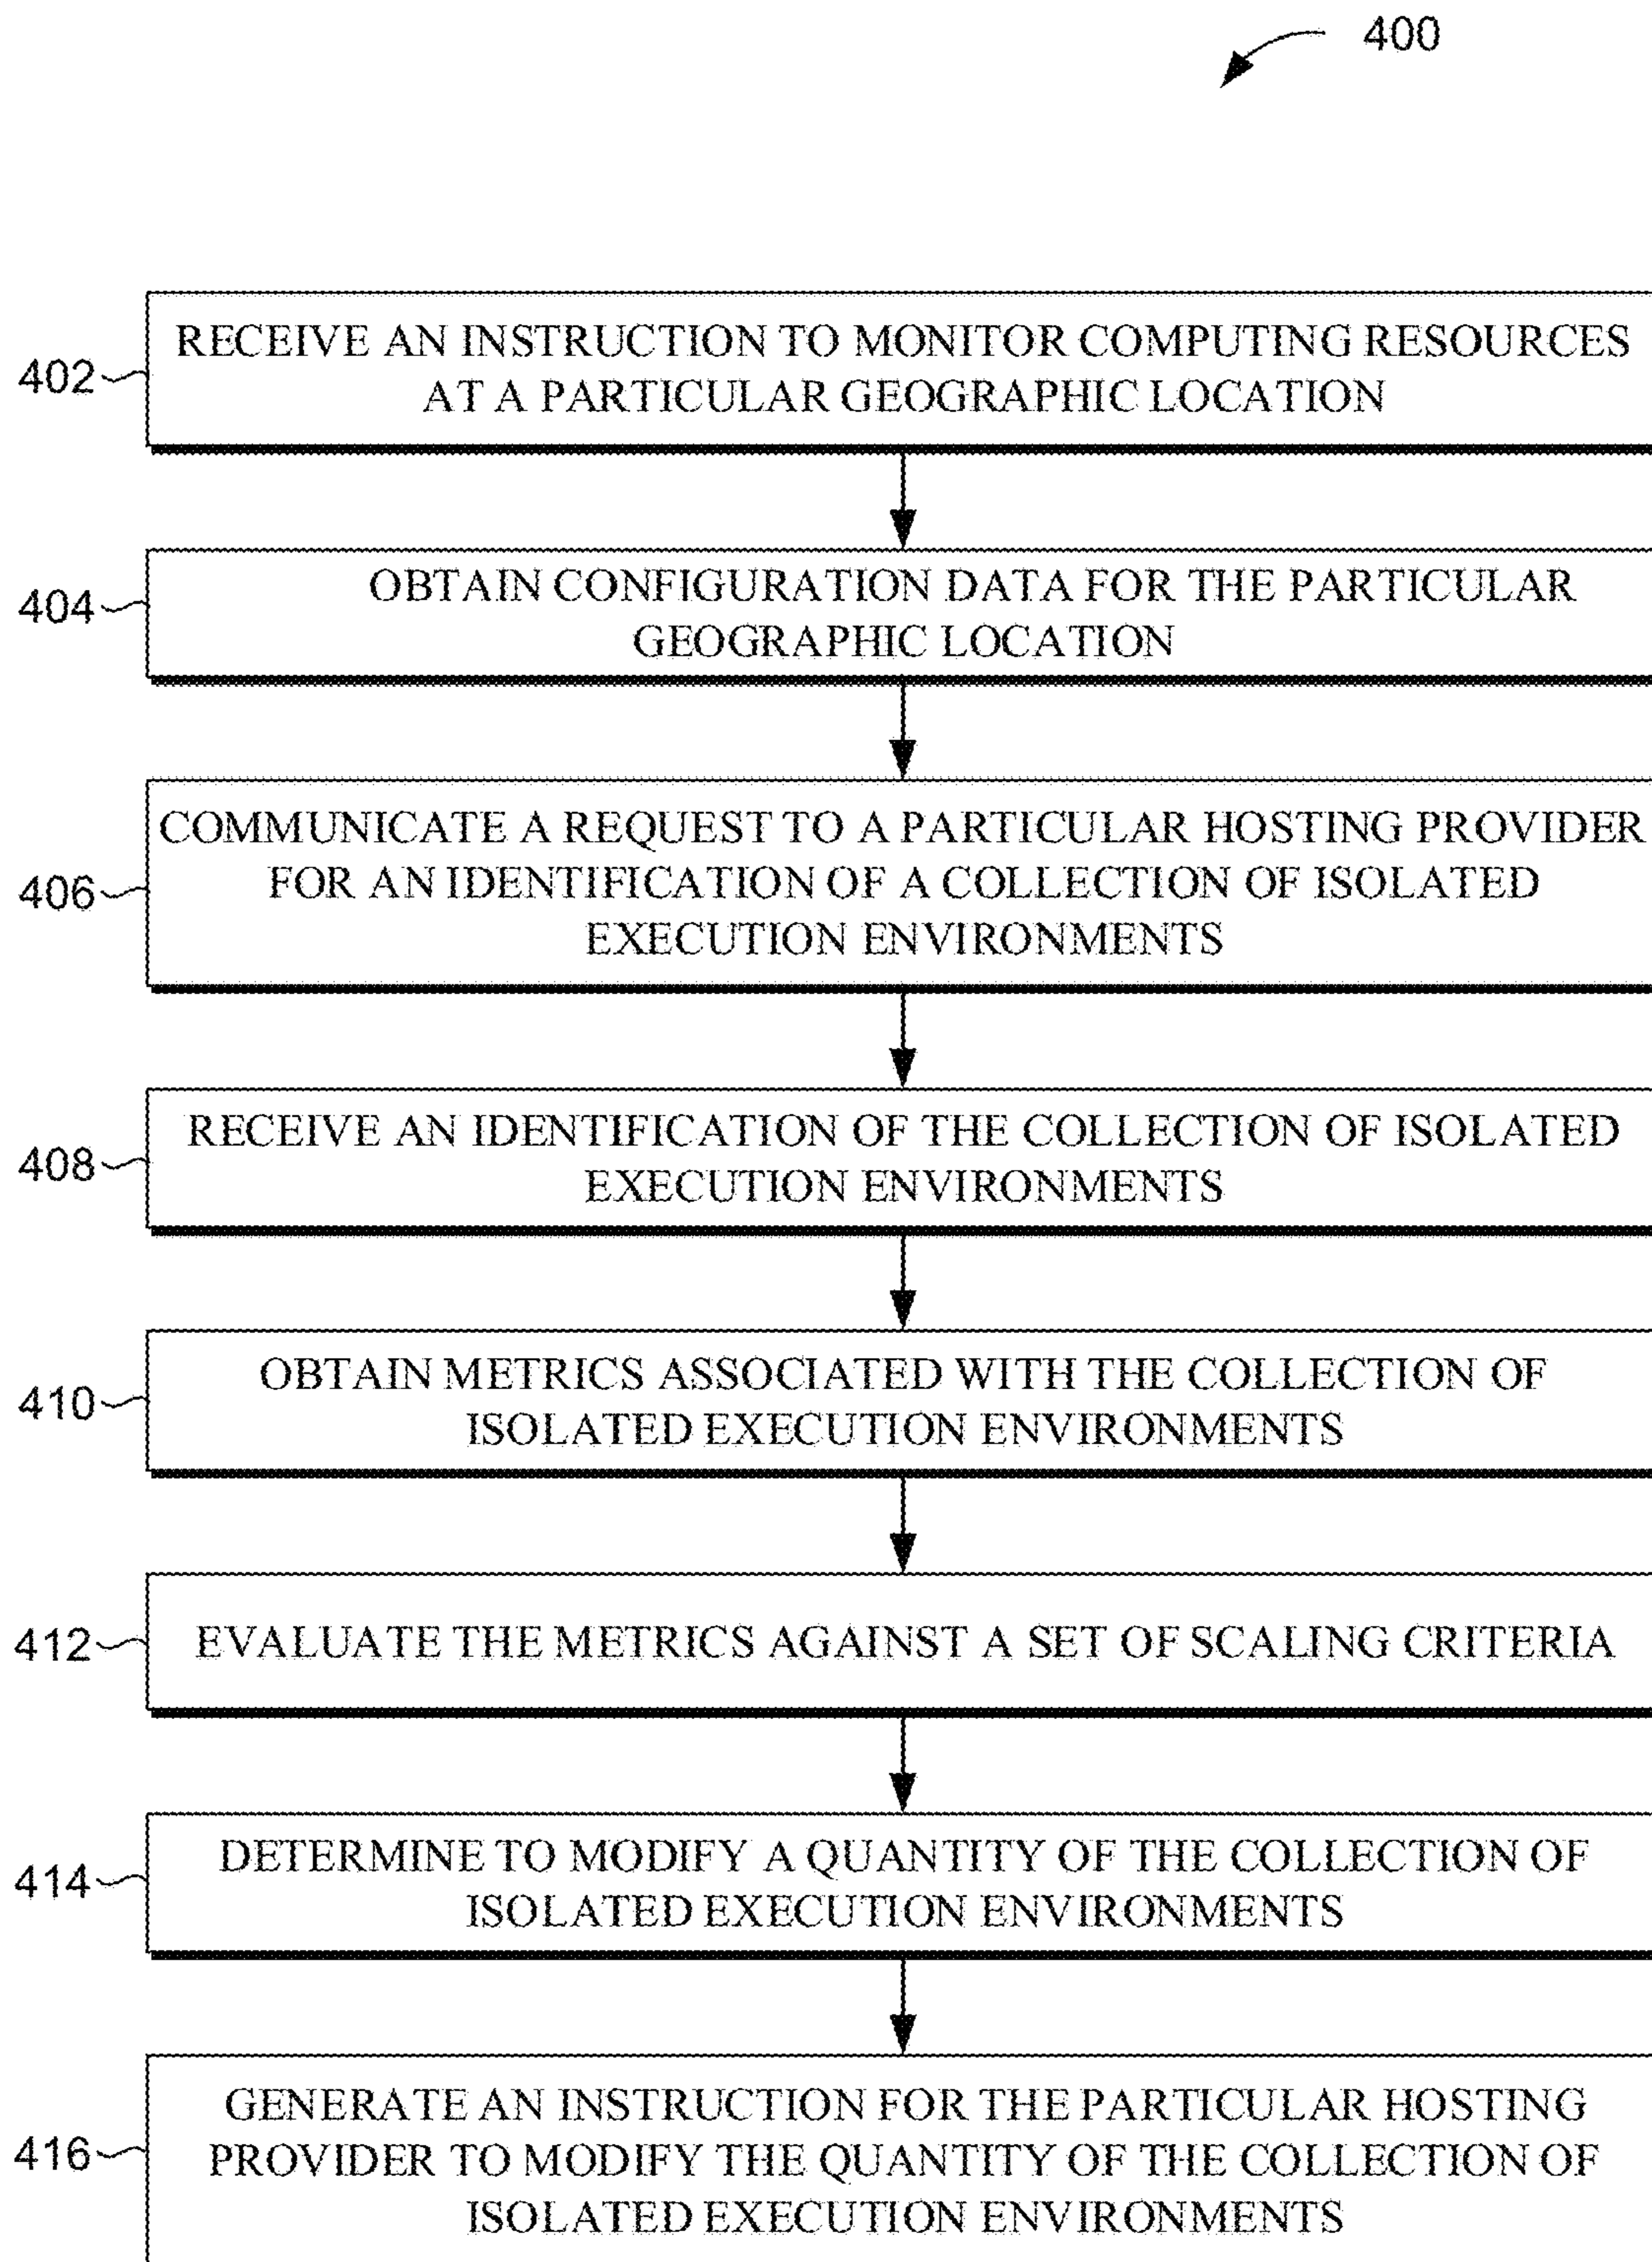 400
402
RECEIVE AN INSTRUCTION TO MONITOR COMPUTING RESOURCES
AT A PARTICULAR GEOGRAPHIC LOCATION
404
OBTAIN CONFIGURATION DATA FOR THE PARTICULAR
GEOGRAPHIC LOCATION
406
COMMUNICATE A REQUEST TO A PARTICULAR HOSTING PROVIDER
FOR AN IDENTIFICATION OF A COLLECTION OF ISOLATED
EXECUTION ENVIRONMENTS
408
RECEIVE AN IDENTIFICATION OF THE COLLECTION OF ISOLATED
EXECUTION ENVIRONMENTS
410
OBTAIN METRICS ASSOCIATED WITH THE COLLECTION OF
ISOLATED EXECUTION ENVIRONMENTS
412
EVALUATE THE METRICS AGAINST A SET OF SCALING CRITERIA
414
DETERMINE TO MODIFY A QUANTITY OF THE COLLECTION OF
ISOLATED EXECUTION ENVIRONMENTS
416
GENERATE AN INSTRUCTION FOR THE PARTICULAR HOSTING
PROVIDER TO MODIFY THE QUANTITY OF THE COLLECTION OF
ISOLATED EXECUTION ENVIRONMENTS